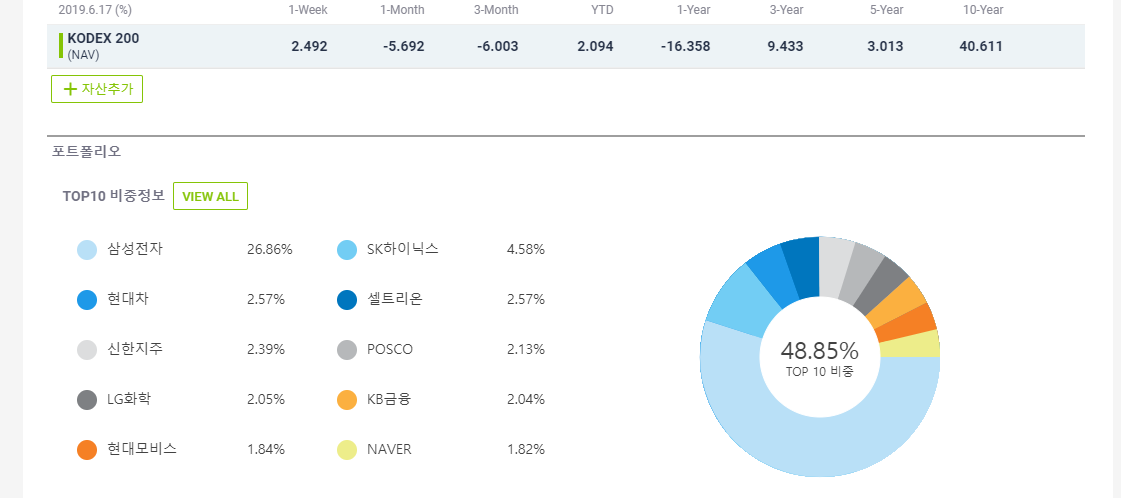 2019.6.17 (%) 1-Week 1-Month 3-Month YTD 1-Year 3-Year 5-Year 10-Year
KODEX 200
(NAV) 2.492 -5.692 -6.003 2.094 -16.358 9.433 3.013 40.611
+ 자산추가
포트폴리오
TOP10 비중정보 VIEW ALL
삼성전자 26.86% SK하이닉스 4.58%
현대차 2.57% 셀트리온 2.57%
신한지주 2.39% POSCO 2.13%
LG화학 2.05% KB금융 2.04%
현대모비스 1.84% NAVER 1.82%
48.85%
TOP 10 비중